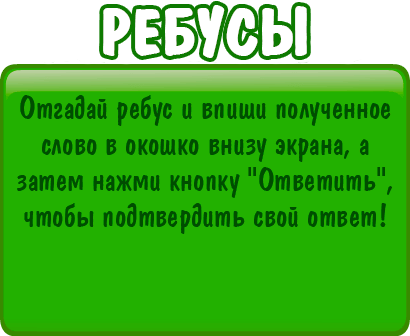 РЕБУСЫ
Отгадай ребус и впиши полученное
слово в окошко внизу экрана, а
затем нажми кнопку "Ответить",
чтобы подтвердить свой ответ!